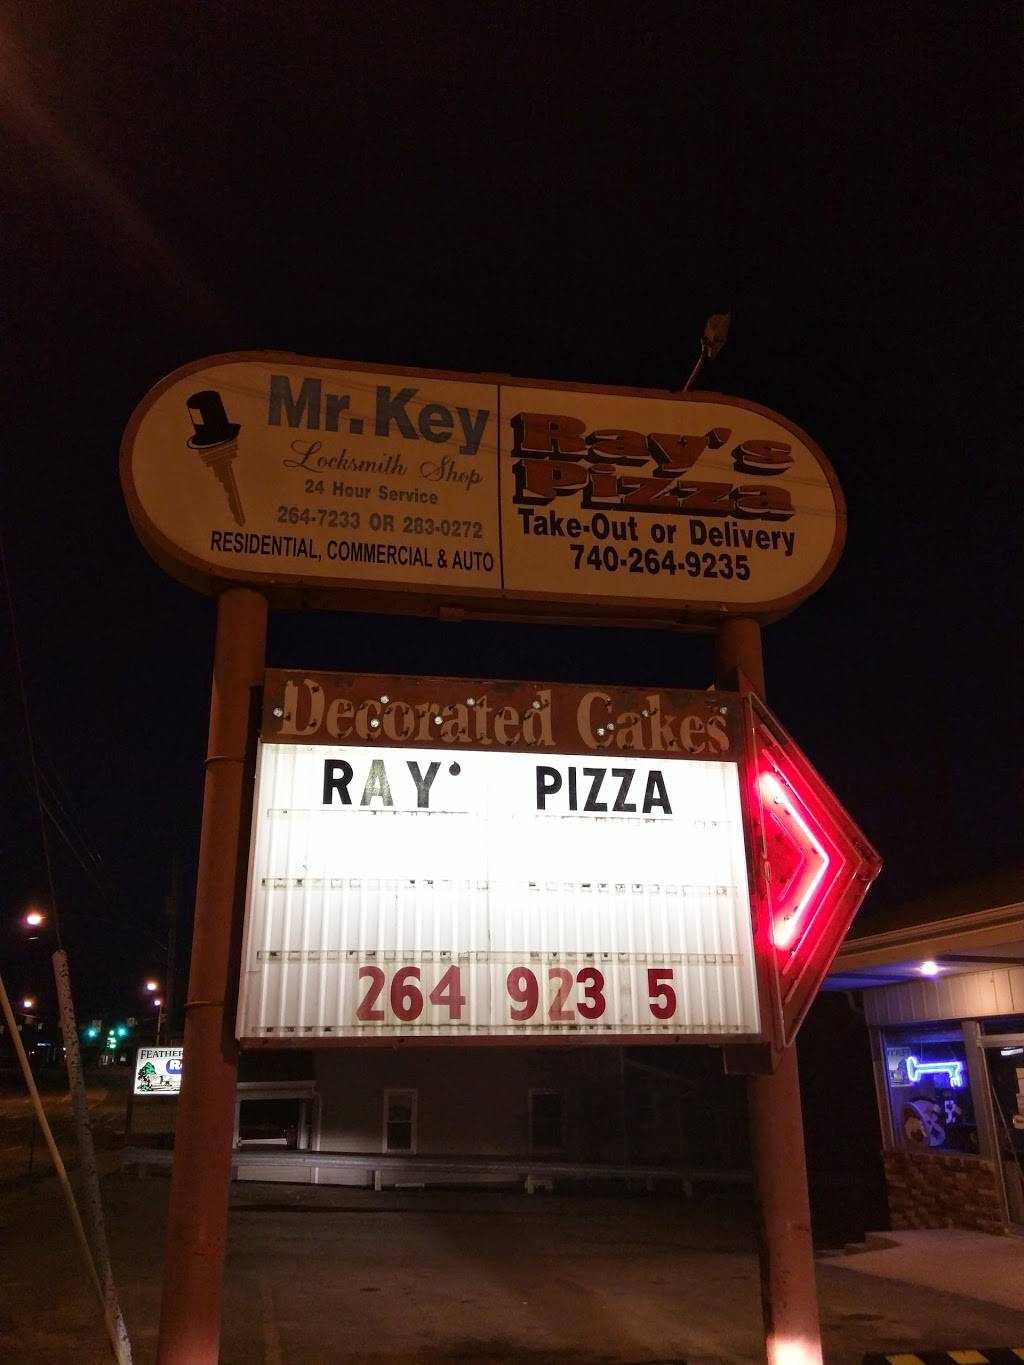 Mr. Key
Locksmith Shop
24 Hour Service
264-7233 OR 283-0272
RESIDENTIAL, COMMERCIAL & AUTO
Ray's
Pizza
Take-Out or Delivery
740-264-9235
Decorated Cakes
RAY' PIZZA
264 923 5
FEATHER